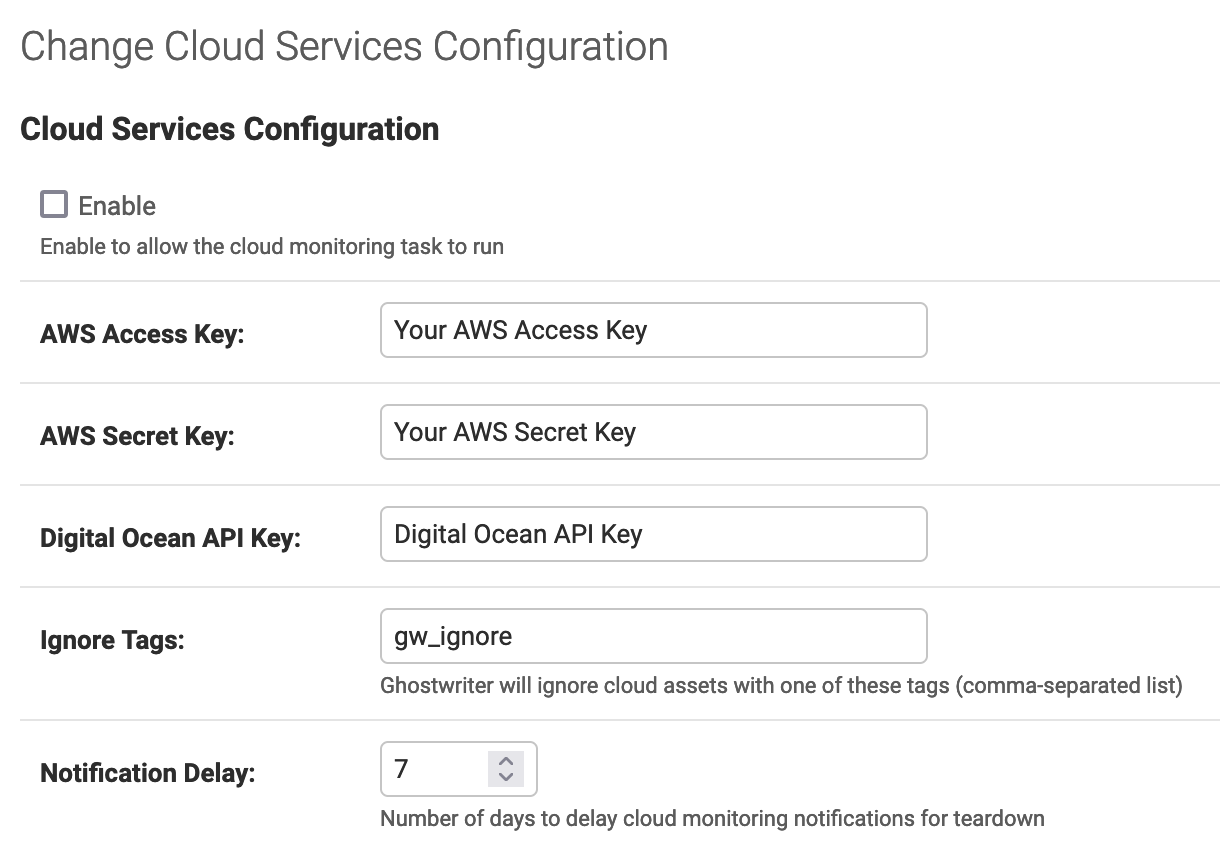 Change Cloud Services Configuration
Cloud Services Configuration
Enable
Enable to allow the cloud monitoring task to run
AWS Access Key: Your AWS Access Key
AWS Secret Key: Your AWS Secret Key
Digital Ocean API Key: Digital Ocean API Key
Ignore Tags: gw_ignore
Ghostwriter will ignore cloud assets with one of these tags (comma-separated list)
Notification Delay: 7
Number of days to delay cloud monitoring notifications for teardown